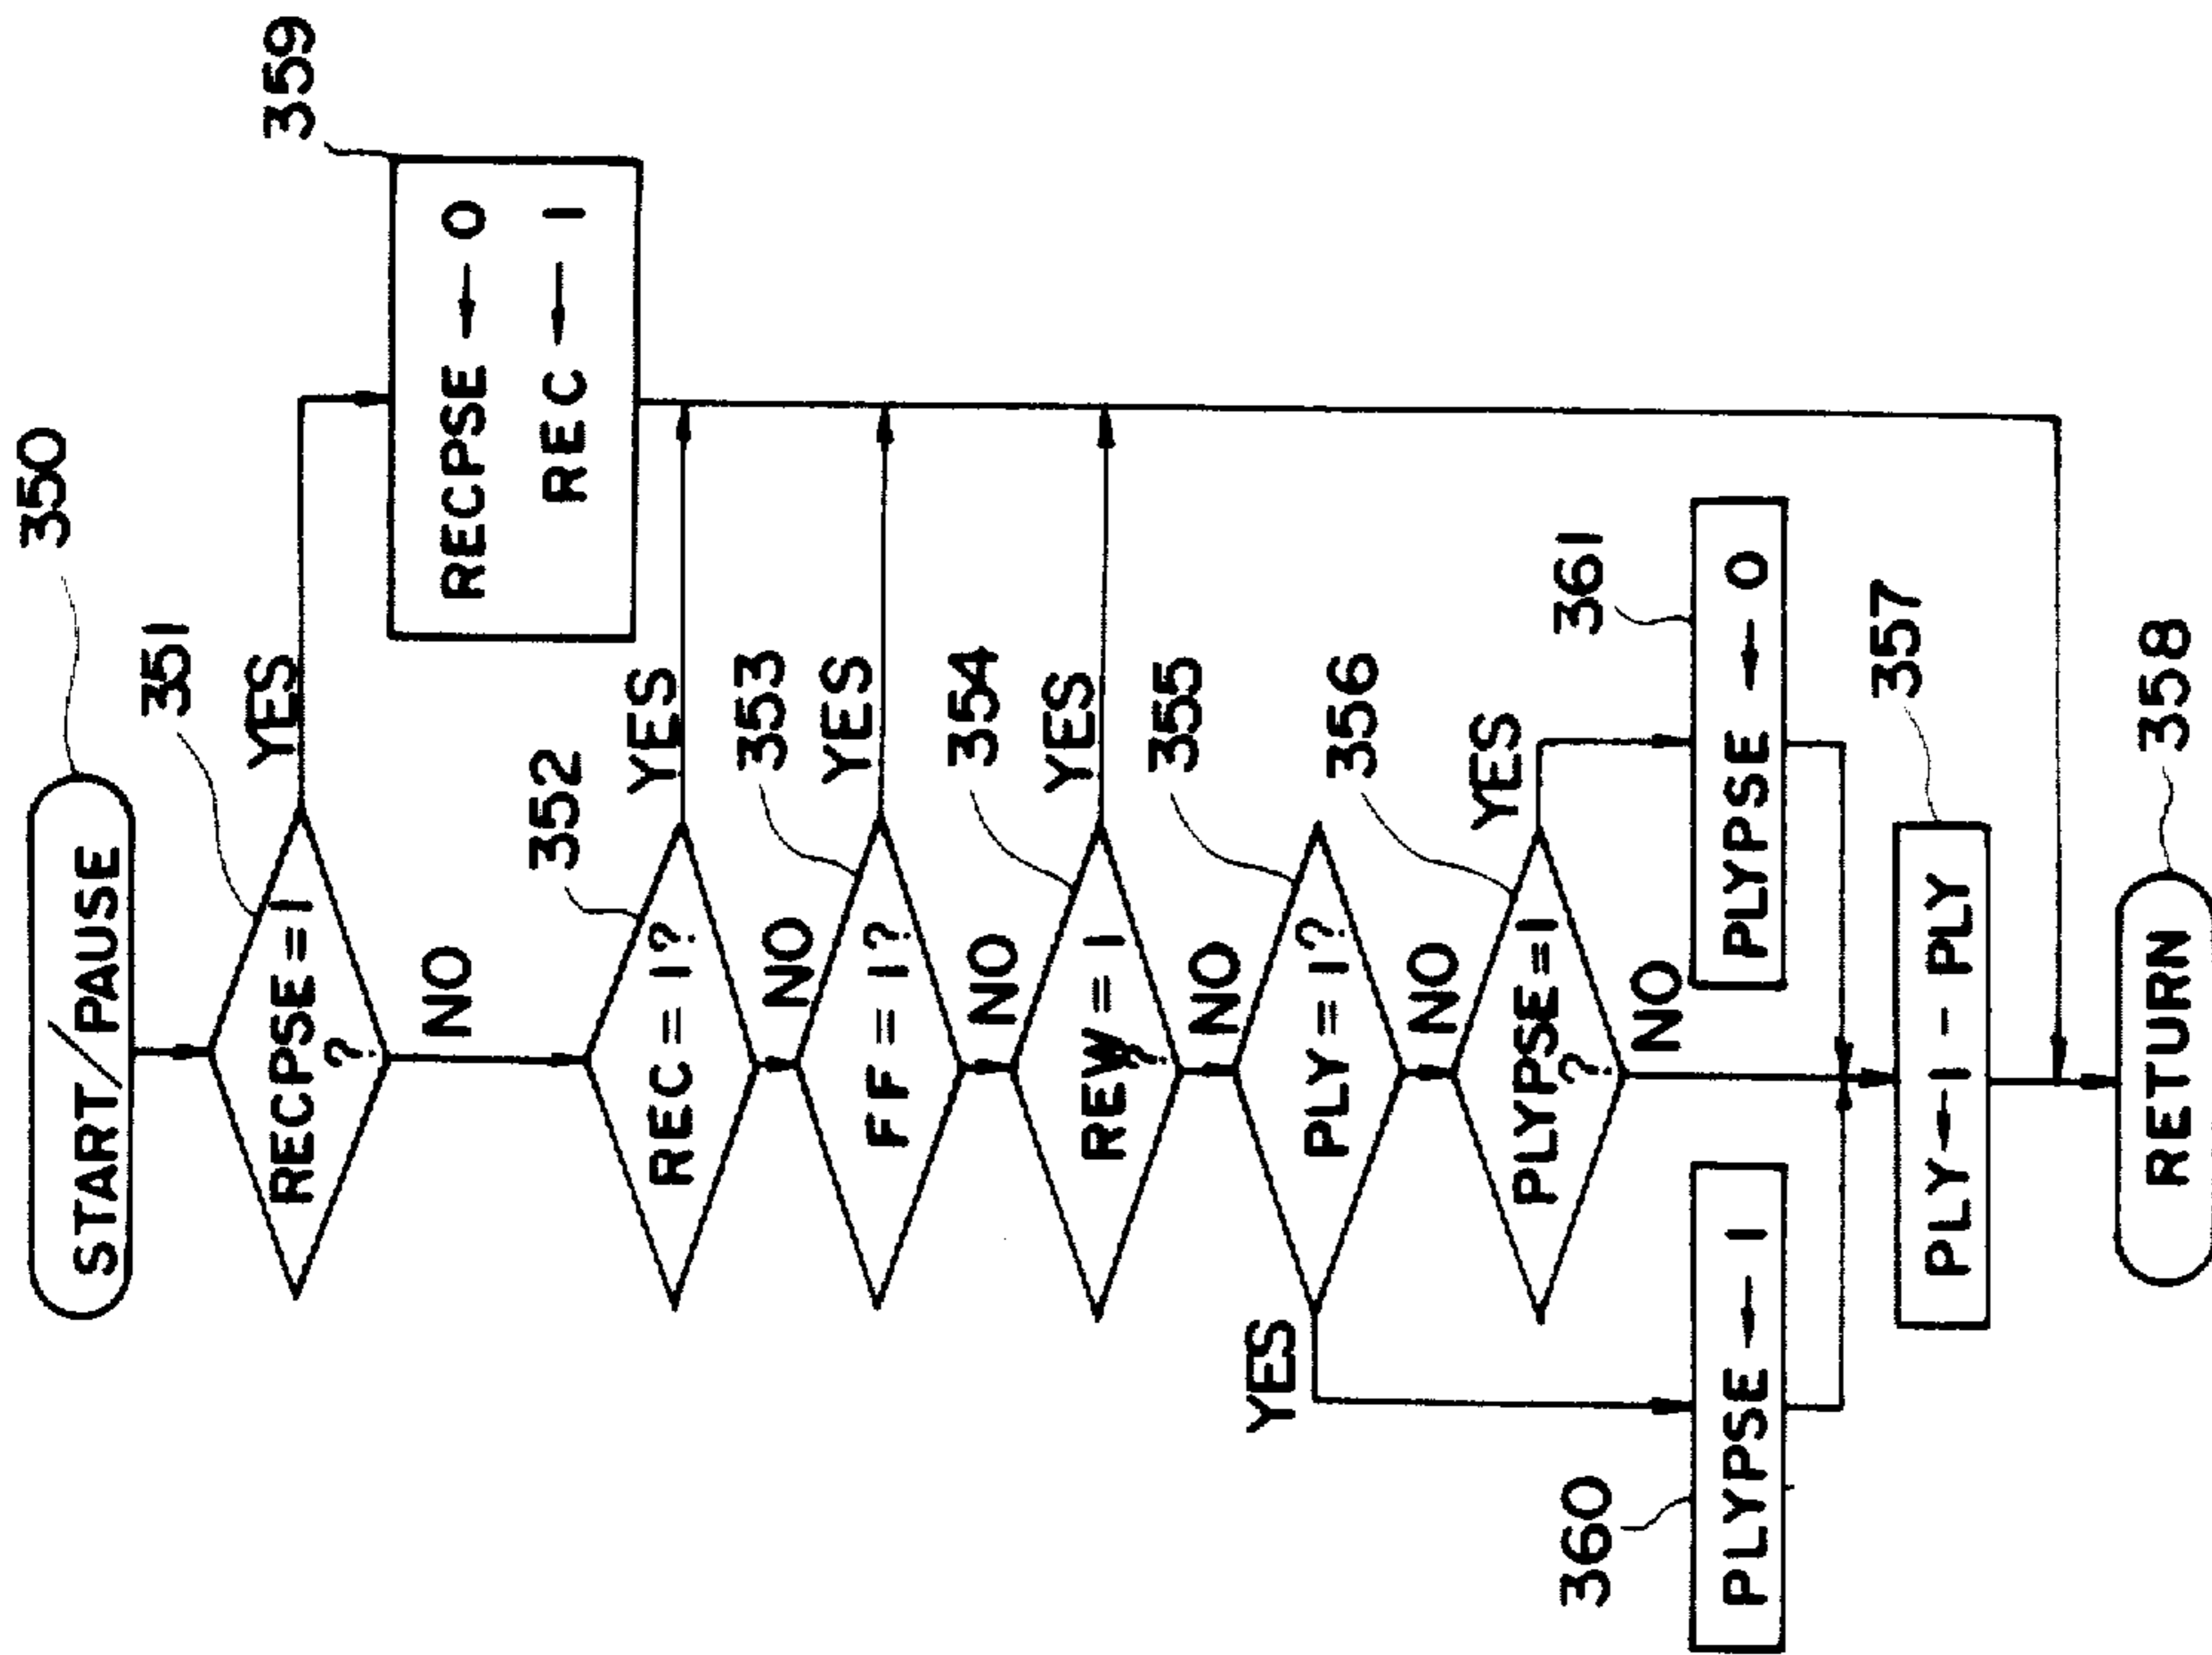 START/PAUSE
350
RECPSE=1
?
351
YES
NO
RECPSE ← 0
REC ← 1
359
REC=1?
352
YES
NO
FF=1?
353
YES
NO
REW=1
?
354
YES
NO
PLY=1?
355
YES
NO
PLYPSE=1
?
356
YES
NO
PLYPSE ← 1
360
PLYPSE ← 0
361
PLY←1-PLY
357
RETURN
358